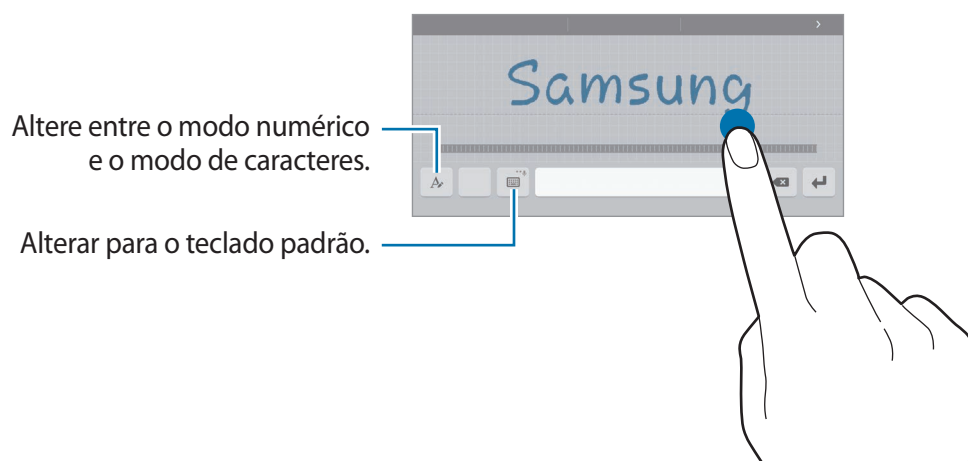 Samsung
Altere entre o modo numérico
e o modo de caracteres.
Alterar para o teclado padrão.